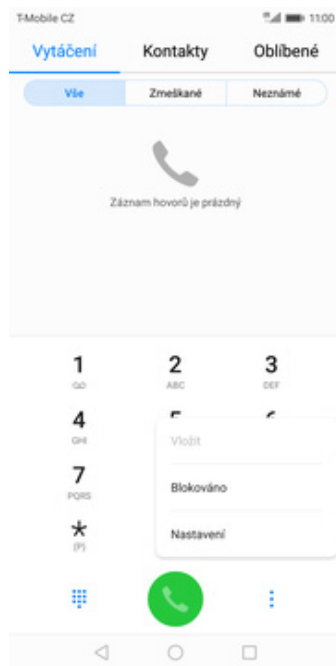 T-Mobile CZ 11:00
Vytáčení Kontakty Oblíbené
Vše Zmeškané Neznámé
Záznam hovorů je prázdný
1 2 3
ABC DEF
4
GHI
Vložit
7
PQRS
Blokováno
*
(P)
Nastavení